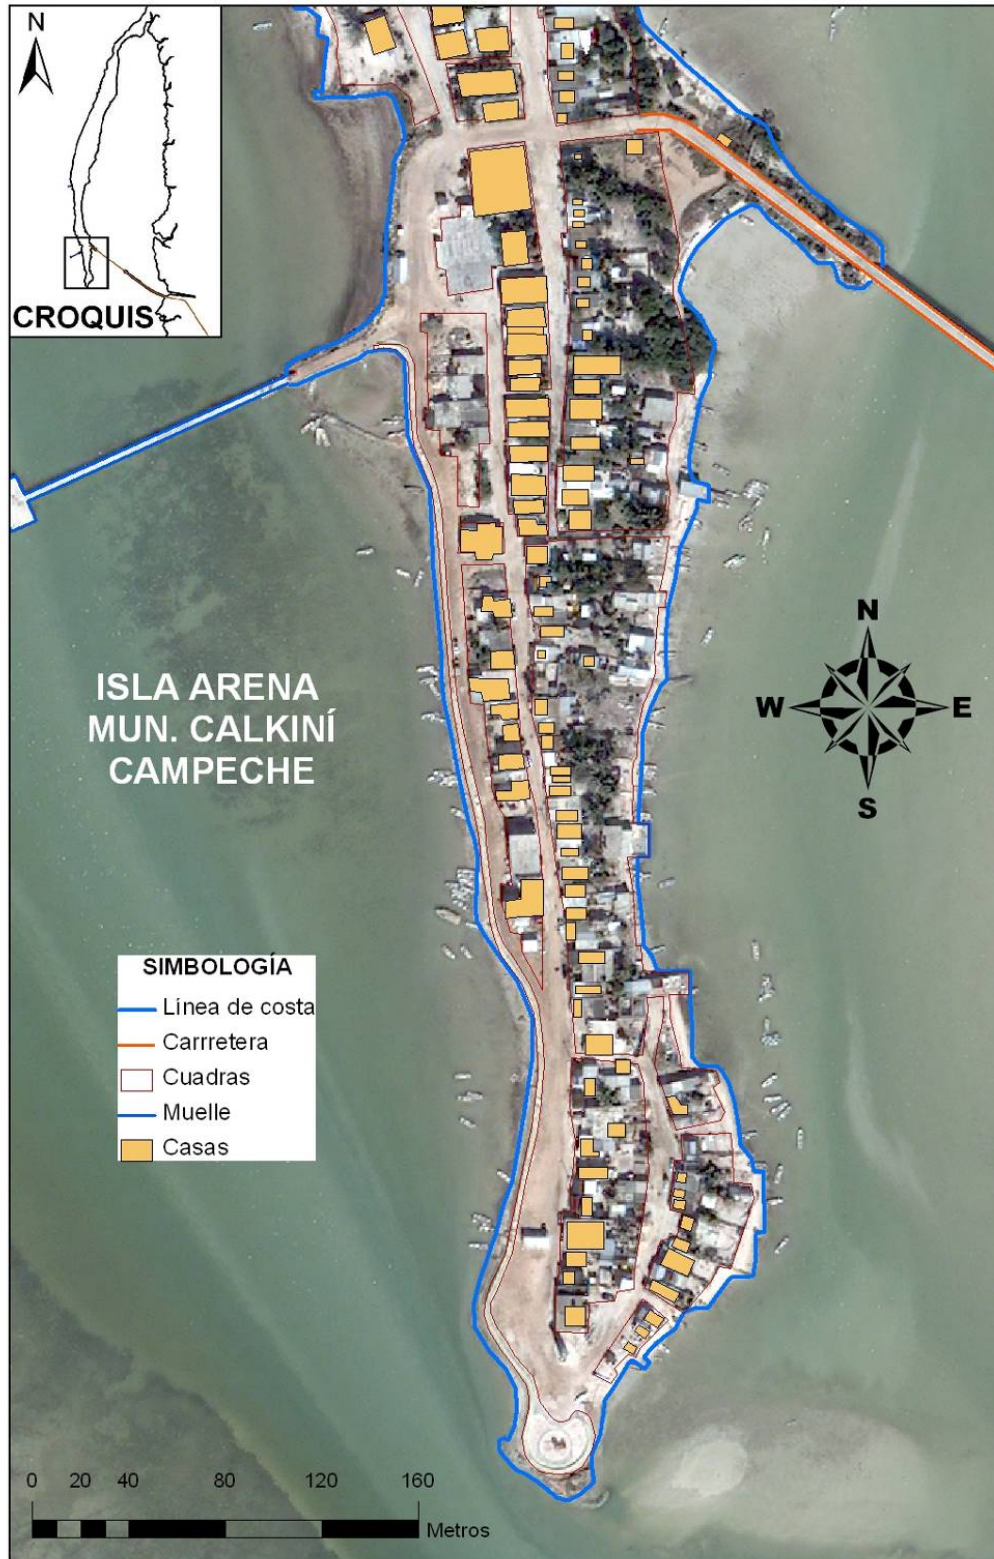 N
CROQUIS
ISLA ARENA
MUN. CALKINÍ
CAMPECHE
N
W
E
S
SIMBOLOGÍA
Línea de costa
Carrretera
Cuadras
Muelle
Casas
0 20 40 80 120 160
Metros